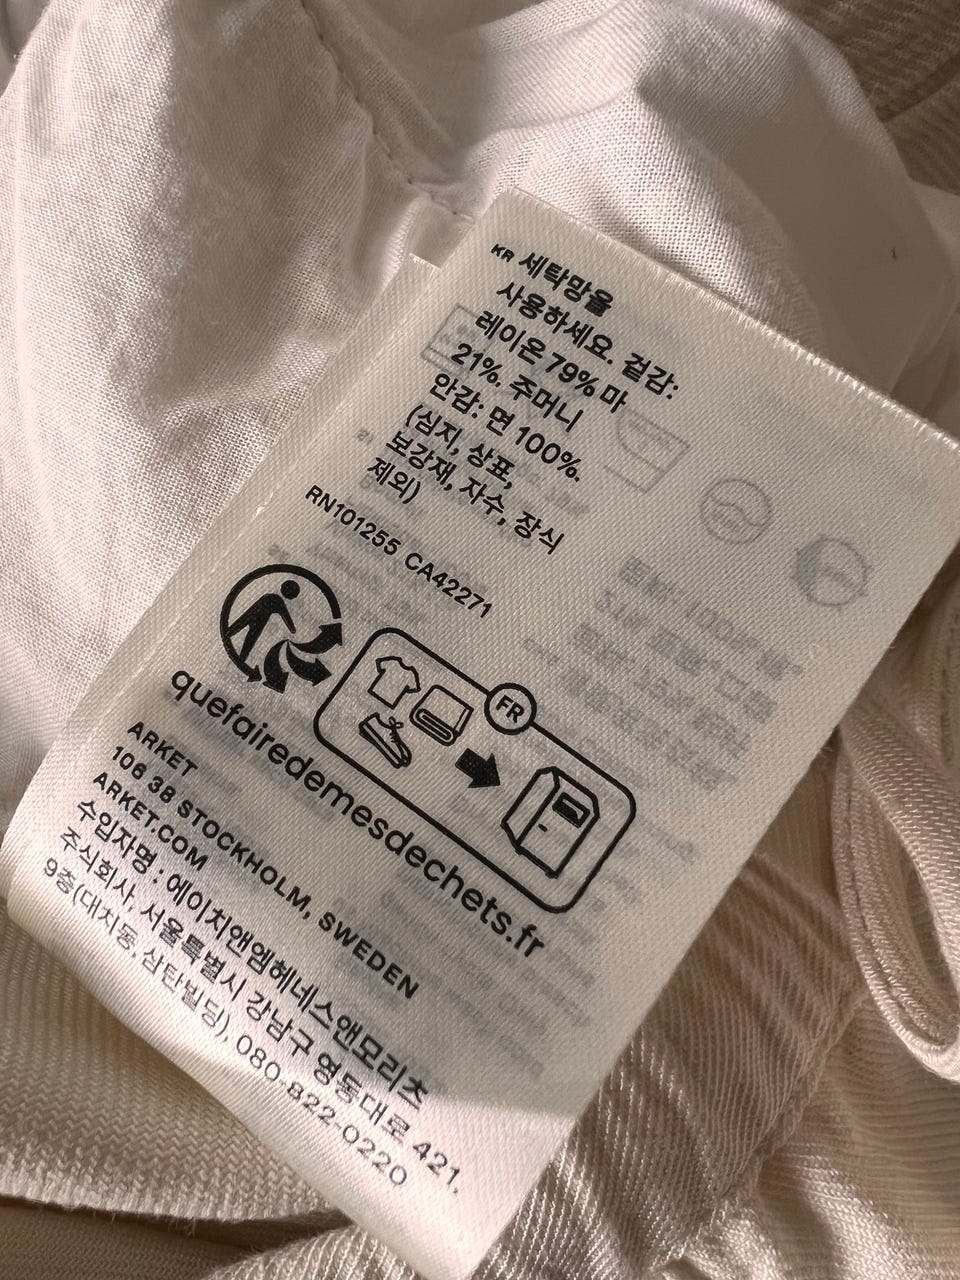 KR 세탁망을
사용하세요. 겉감:
레이온 79% 마
21%. 주머니
안감: 면 100%.
(심지, 상표,
보강재, 자수, 장식
제외)
RN101255 CA42271
FR
quefairedemesdechets.fr
ARKET
106 38 STOCKHOLM, SWEDEN
ARKET.COM
수입자명 : 에이치앤엠헤네스앤모리츠
주식회사, 서울특별시 강남구 영동대로 421,
9층(대치동,삼탄빌딩), 080-822-0220